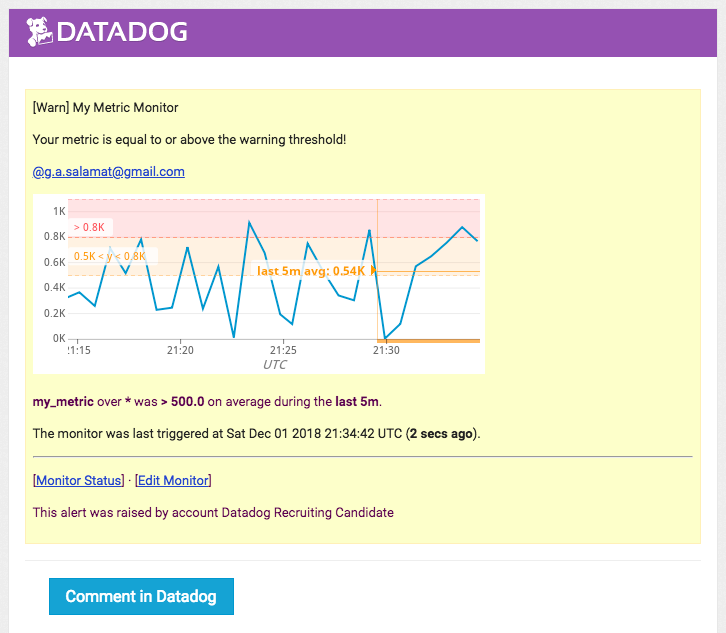 DATADOG
[Warn] My Metric Monitor
Your metric is equal to or above the warning threshold!
@g.a.salamat@gmail.com
1K
> 0.8K
0.8K
0.5K < y < 0.8K
0.6K
last 5m avg: 0.54K
0.4K
0.2K
0K
21:15 21:20 21:25 21:30
UTC
my_metric over * was > 500.0 on average during the last 5m.
The monitor was last triggered at Sat Dec 01 2018 21:34:42 UTC (2 secs ago).
[Monitor Status] · [Edit Monitor]
This alert was raised by account Datadog Recruiting Candidate
Comment in Datadog